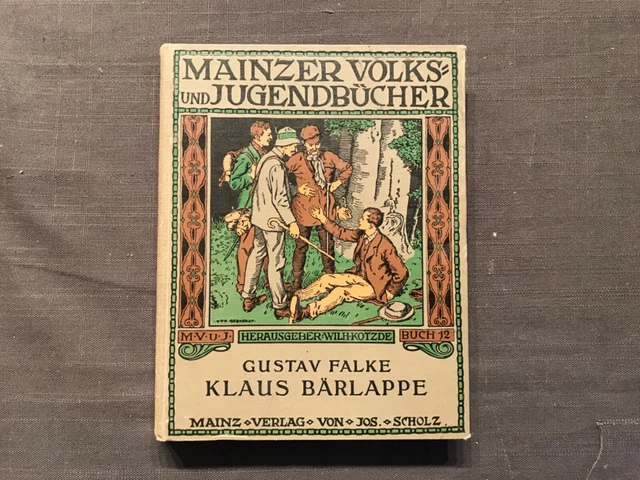 MAINZER VOLKS=
UND JUGENDBÜCHER
M·V·U·J· HERAUSGEBER·WILH·KOTZDE BUCH 12
GUSTAV FALKE
KLAUS BÄRLAPPE
MAINZ ⬥ VERLAG ⬥ VON ⬥ JOS. ⬥ SCHOLZ.